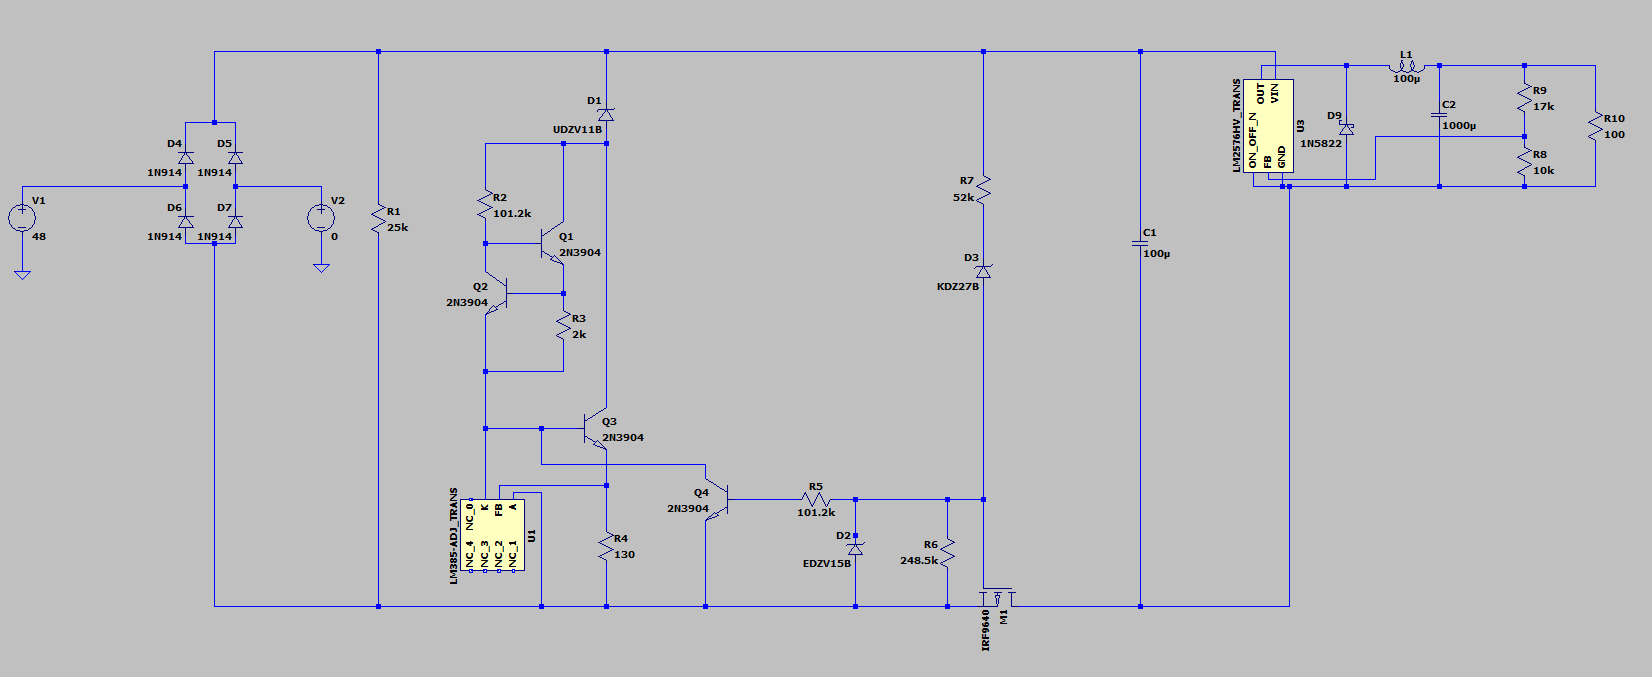 V1
48
D4
1N914
D5
1N914
D6
1N914
D7
1N914
V2
0
R1
25k
D1
UDZV11B
R2
101.2k
Q1
2N3904
Q2
2N3904
R3
2k
Q3
2N3904
LM385-ADJ_TRANS
NC_0
K
FB
A
NC_4
NC_3
NC_2
NC_1
U1
R4
130
Q4
2N3904
R5
101.2k
D2
EDZV15B
R6
248.5k
R7
52k
D3
KDZ27B
IRF9640
M1
C1
100µ
LM2576HV_TRANS
OUT
VIN
ON_OFF_N
FB
GND
U3
D9
1N5822
L1
100µ
C2
1000µ
R9
17k
R8
10k
R10
100